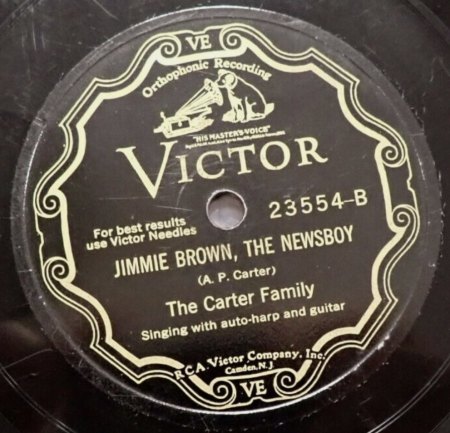 VE
Orthophonic Recording
"HIS MASTER'S VOICE"
VICTOR
For best results
use Victor Needles
23554-B
JIMMIE BROWN, THE NEWSBOY
(A. P. Carter)
The Carter Family
Singing with auto-harp and guitar
RCA Victor Company, Inc.
Camden, N.J.
VE